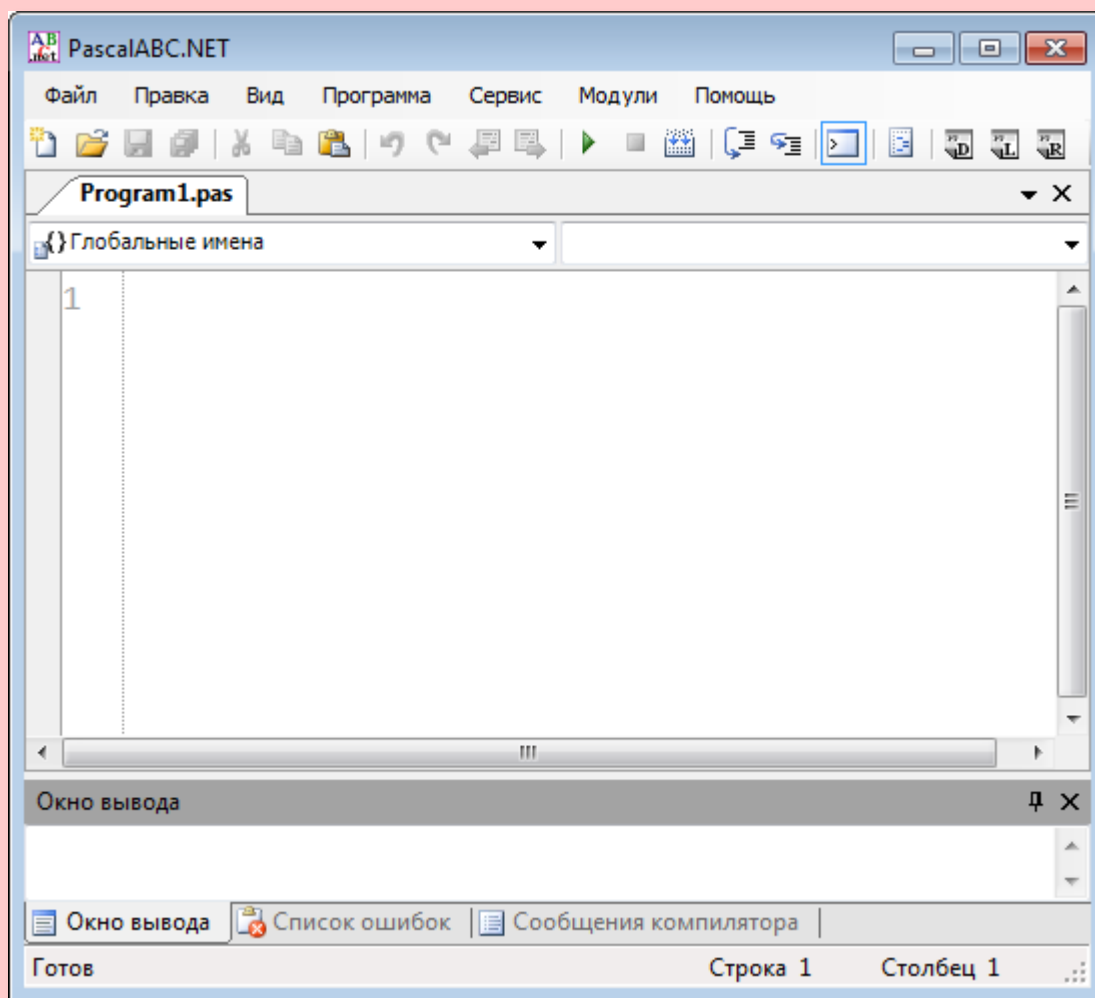 PascalABC.NET
Файл Правка Вид Программа Сервис Модули Помощь
Program1.pas
Глобальные имена
1
Окно вывода
Окно вывода Список ошибок Сообщения компилятора
Готов Строка 1 Столбец 1